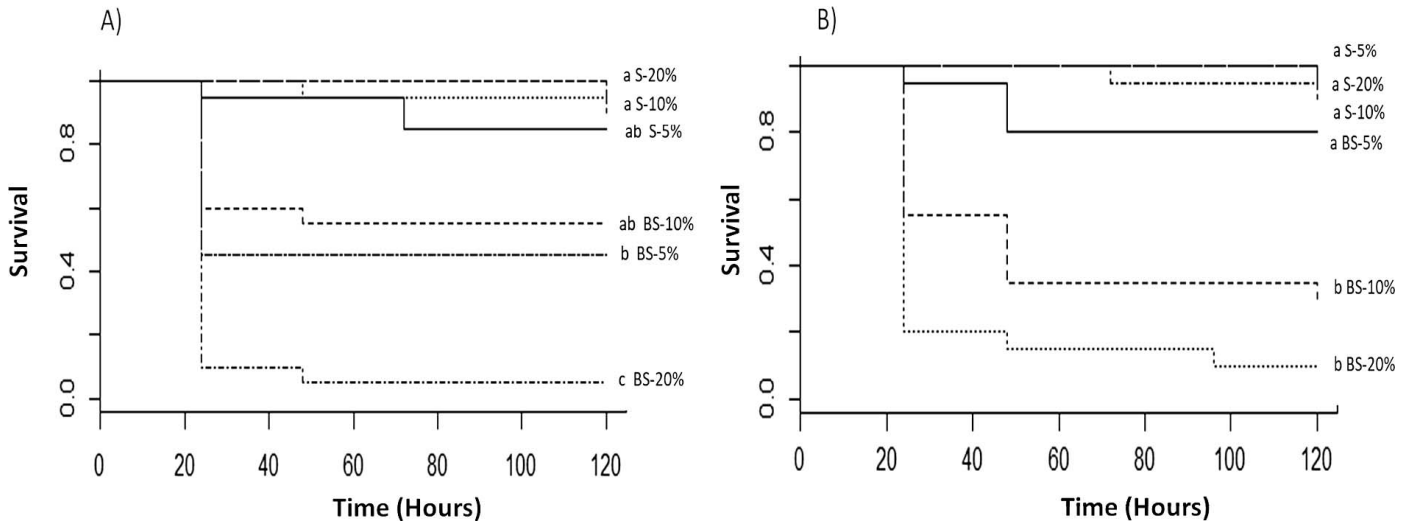 A)
Survival
0.8
0.4
0.0
a S-20%
a S-10%
ab S-5%
ab BS-10%
b BS-5%
c BS-20%
0 20 40 60 80 100 120
Time (Hours)
B)
Survival
0.8
0.4
0.0
a S-5%
a S-20%
a S-10%
a BS-5%
b BS-10%
b BS-20%
0 20 40 60 80 100 120
Time (Hours)